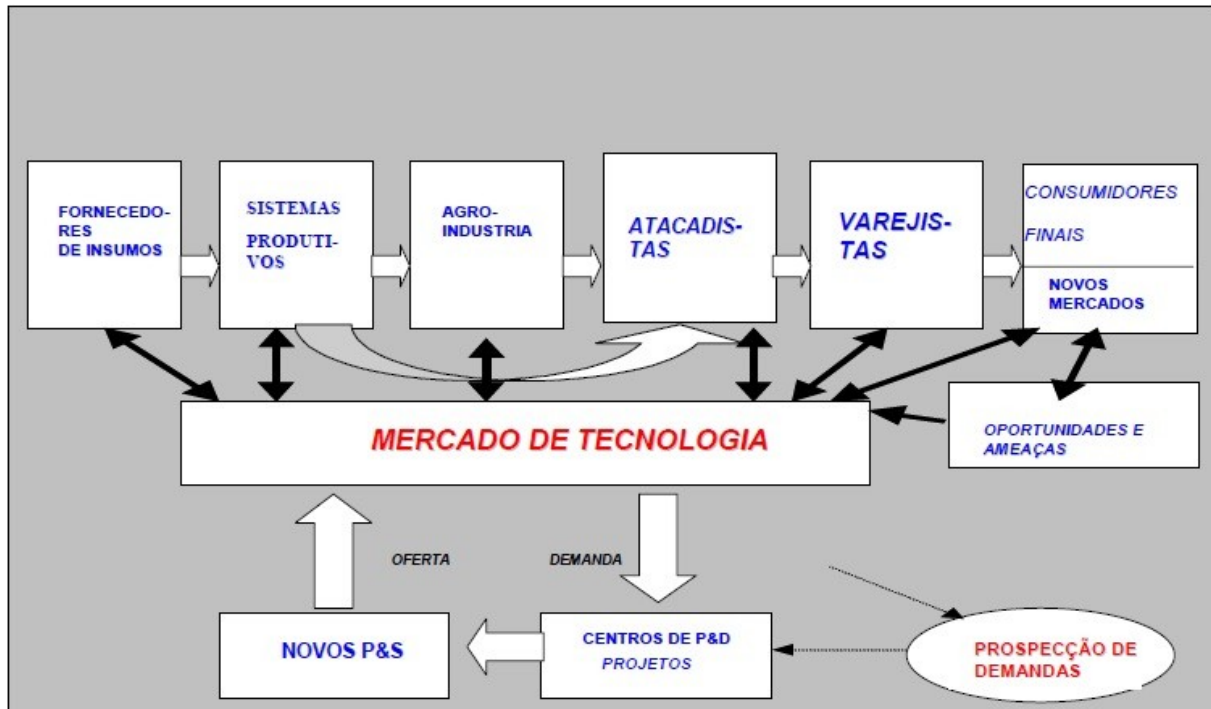 FORNECEDO-
RES
DE INSUMOS
SISTEMAS
PRODUTI-
VOS
AGRO-
INDUSTRIA
ATACADIS-
TAS
VAREJIS-
TAS
CONSUMIDORES
FINAIS
NOVOS
MERCADOS
MERCADO DE TECNOLOGIA
OPORTUNIDADES E
AMEAÇAS
OFERTA
DEMANDA
NOVOS P&S
CENTROS DE P&D
PROJETOS
PROSPECÇÃO DE
DEMANDAS